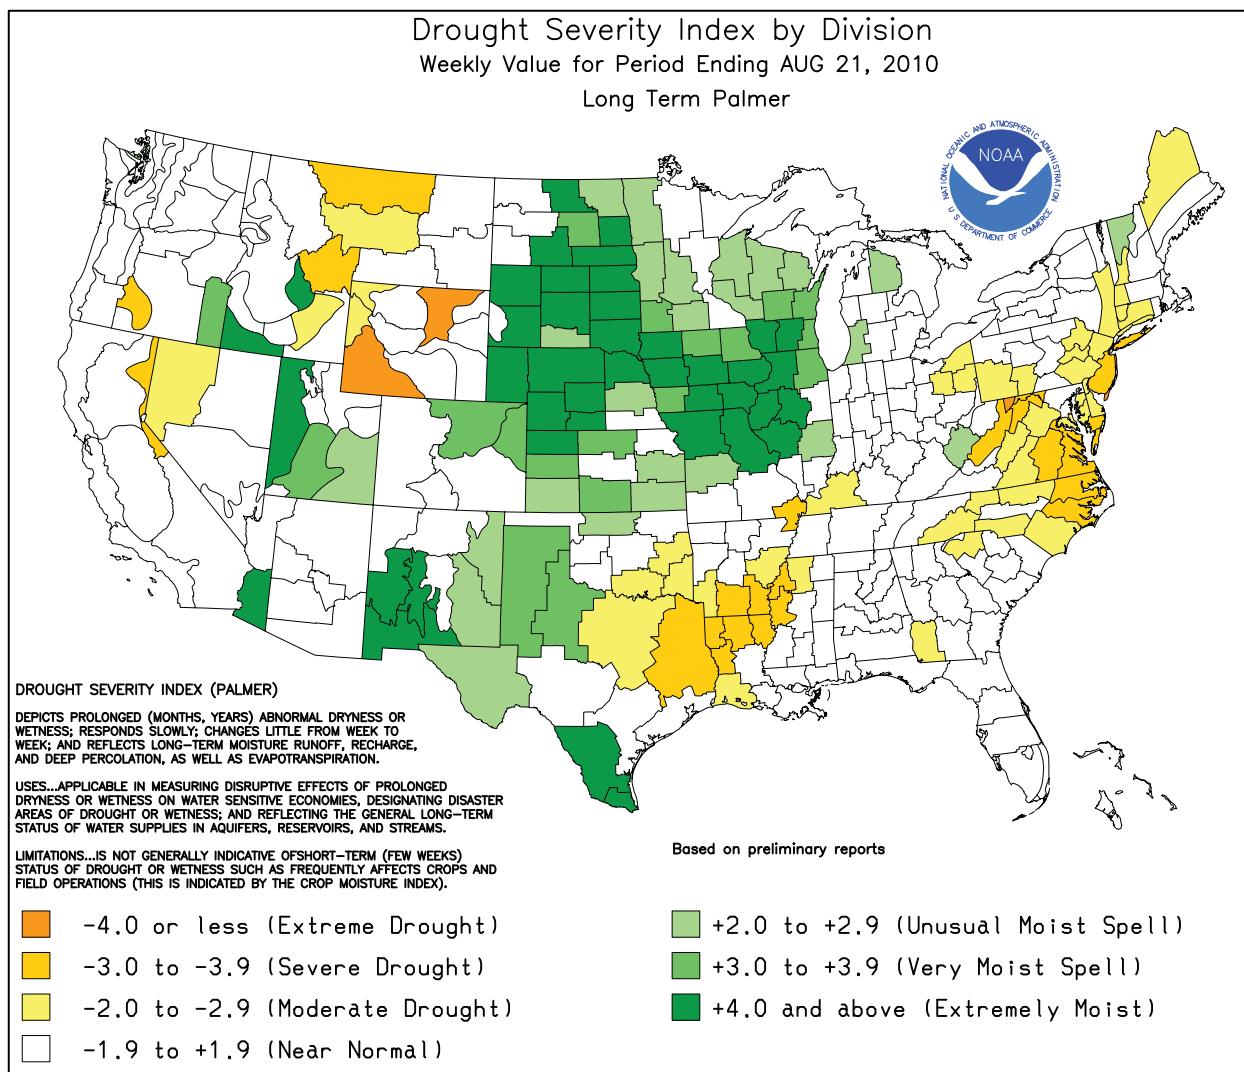 Drought Severity Index by Division
Weekly Value for Period Ending AUG 21, 2010
Long Term Palmer
NATIONAL OCEANIC AND ATMOSPHERIC ADMINISTRATION
NOAA
U S DEPARTMENT OF COMMERCE
DROUGHT SEVERITY INDEX (PALMER)
DEPICTS PROLONGED (MONTHS, YEARS) ABNORMAL DRYNESS OR
WETNESS; RESPONDS SLOWLY; CHANGES LITTLE FROM WEEK TO
WEEK; AND REFLECTS LONG-TERM MOISTURE RUNOFF, RECHARGE,
AND DEEP PERCOLATION, AS WELL AS EVAPOTRANSPIRATION.
USES...APPLICABLE IN MEASURING DISRUPTIVE EFFECTS OF PROLONGED
DRYNESS OR WETNESS ON WATER SENSITIVE ECONOMIES, DESIGNATING DISASTER
AREAS OF DROUGHT OR WETNESS; AND REFLECTING THE GENERAL LONG-TERM
STATUS OF WATER SUPPLIES IN AQUIFERS, RESERVOIRS, AND STREAMS.
LIMITATIONS...IS NOT GENERALLY INDICATIVE OFSHORT-TERM (FEW WEEKS)
STATUS OF DROUGHT OR WETNESS SUCH AS FREQUENTLY AFFECTS CROPS AND
FIELD OPERATIONS (THIS IS INDICATED BY THE CROP MOISTURE INDEX).
Based on preliminary reports
-4.0 or less (Extreme Drought)
-3.0 to -3.9 (Severe Drought)
-2.0 to -2.9 (Moderate Drought)
-1.9 to +1.9 (Near Normal)
+2.0 to +2.9 (Unusual Moist Spell)
+3.0 to +3.9 (Very Moist Spell)
+4.0 and above (Extremely Moist)